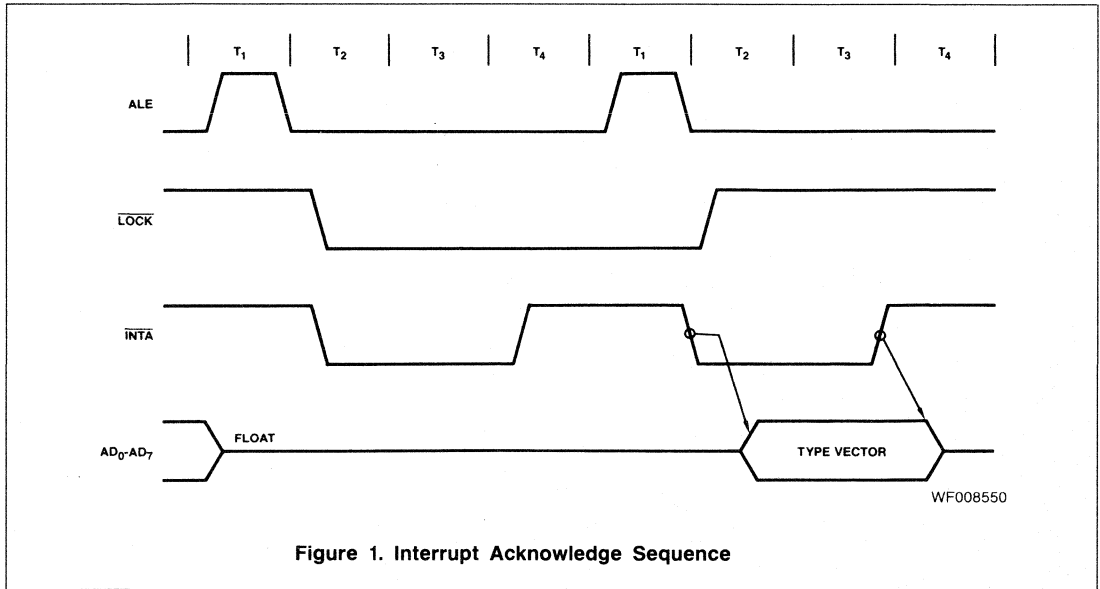 T1 T2 T3 T4 T1 T2 T3 T4
ALE
LOCK
INTA
AD0-AD7
FLOAT
TYPE VECTOR
WF008550
Figure 1. Interrupt Acknowledge Sequence